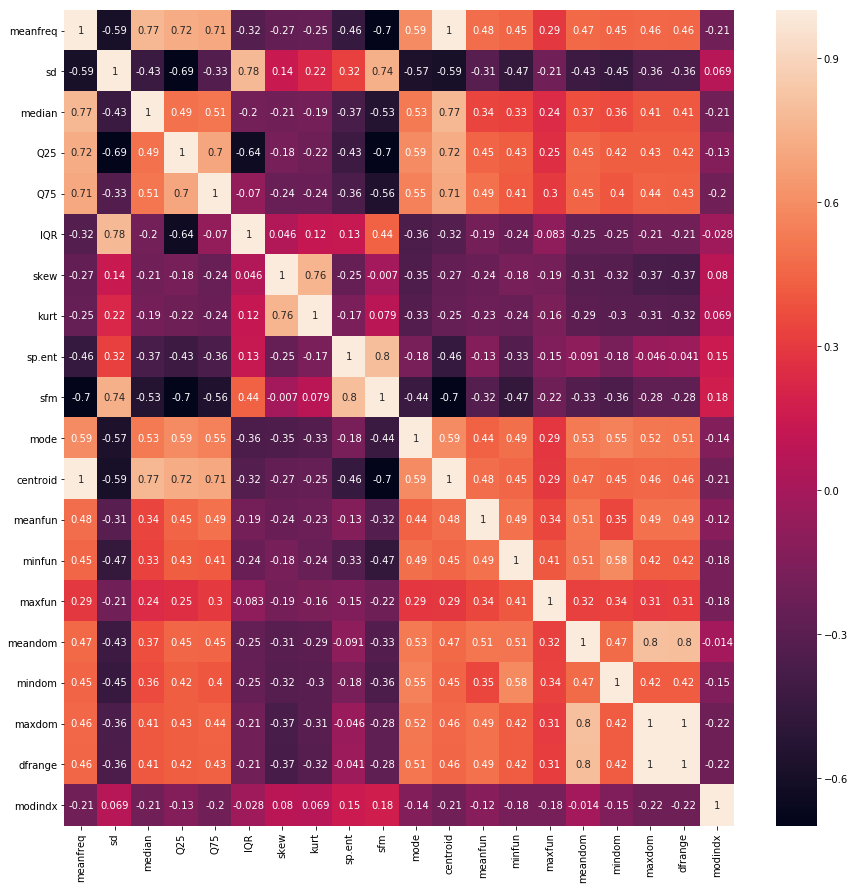 meanfreq 1 -0.59 0.77 0.72 0.71 -0.32 -0.27 -0.25 -0.46 -0.7 0.59 1 0.48 0.45 0.29 0.47 0.45 0.46 0.46 -0.21
sd -0.59 1 -0.43 -0.69 -0.33 0.78 0.14 0.22 0.32 0.74 -0.57 -0.59 -0.31 -0.47 -0.21 -0.43 -0.45 -0.36 -0.36 0.069
median 0.77 -0.43 1 0.49 0.51 -0.2 -0.21 -0.19 -0.37 -0.53 0.53 0.77 0.34 0.33 0.24 0.37 0.36 0.41 0.41 -0.21
Q25 0.72 -0.69 0.49 1 0.7 -0.64 -0.18 -0.22 -0.43 -0.7 0.59 0.72 0.45 0.43 0.25 0.45 0.42 0.43 0.42 -0.13
Q75 0.71 -0.33 0.51 0.7 1 -0.07 -0.24 -0.24 -0.36 -0.56 0.55 0.71 0.49 0.41 0.3 0.45 0.4 0.44 0.43 -0.2
IQR -0.32 0.78 -0.2 -0.64 -0.07 1 0.046 0.12 0.13 0.44 -0.36 -0.32 -0.19 -0.24 -0.083 -0.25 -0.25 -0.21 -0.21 -0.028
skew -0.27 0.14 -0.21 -0.18 -0.24 0.046 1 0.76 -0.25 -0.007 -0.35 -0.27 -0.24 -0.18 -0.19 -0.31 -0.32 -0.37 -0.37 0.08
kurt -0.25 0.22 -0.19 -0.22 -0.24 0.12 0.76 1 -0.17 0.079 -0.33 -0.25 -0.23 -0.24 -0.16 -0.29 -0.3 -0.31 -0.32 0.069
sp.ent -0.46 0.32 -0.37 -0.43 -0.36 0.13 -0.25 -0.17 1 0.8 -0.18 -0.46 -0.13 -0.33 -0.15 -0.091 -0.18 -0.046 -0.041 0.15
sfm -0.7 0.74 -0.53 -0.7 -0.56 0.44 -0.007 0.079 0.8 1 -0.44 -0.7 -0.32 -0.47 -0.22 -0.33 -0.36 -0.28 -0.28 0.18
mode 0.59 -0.57 0.53 0.59 0.55 -0.36 -0.35 -0.33 -0.18 -0.44 1 0.59 0.44 0.49 0.29 0.53 0.55 0.52 0.51 -0.14
centroid 1 -0.59 0.77 0.72 0.71 -0.32 -0.27 -0.25 -0.46 -0.7 0.59 1 0.48 0.45 0.29 0.47 0.45 0.46 0.46 -0.21
meanfun 0.48 -0.31 0.34 0.45 0.49 -0.19 -0.24 -0.23 -0.13 -0.32 0.44 0.48 1 0.49 0.34 0.51 0.35 0.49 0.49 -0.12
minfun 0.45 -0.47 0.33 0.43 0.41 -0.24 -0.18 -0.24 -0.33 -0.47 0.49 0.45 0.49 1 0.41 0.51 0.58 0.42 0.42 -0.18
maxfun 0.29 -0.21 0.24 0.25 0.3 -0.083 -0.19 -0.16 -0.15 -0.22 0.29 0.29 0.34 0.41 1 0.32 0.34 0.31 0.31 -0.18
meandom 0.47 -0.43 0.37 0.45 0.45 -0.25 -0.31 -0.29 -0.091 -0.33 0.53 0.47 0.51 0.51 0.32 1 0.47 0.8 0.8 -0.014
mindom 0.45 -0.45 0.36 0.42 0.4 -0.25 -0.32 -0.3 -0.18 -0.36 0.55 0.45 0.35 0.58 0.34 0.47 1 0.42 0.42 -0.15
maxdom 0.46 -0.36 0.41 0.43 0.44 -0.21 -0.37 -0.31 -0.046 -0.28 0.52 0.46 0.49 0.42 0.31 0.8 0.42 1 1 -0.22
dfrange 0.46 -0.36 0.41 0.42 0.43 -0.21 -0.37 -0.32 -0.041 -0.28 0.51 0.46 0.49 0.42 0.31 0.8 0.42 1 1 -0.22
modindx -0.21 0.069 -0.21 -0.13 -0.2 -0.028 0.08 0.069 0.15 0.18 -0.14 -0.21 -0.12 -0.18 -0.18 -0.014 -0.15 -0.22 -0.22 1
meanfreq sd median Q25 Q75 IQR skew kurt sp.ent sfm mode centroid meanfun minfun maxfun meandom mindom maxdom dfrange modindx
0.9
0.6
0.3
0.0
−0.3
−0.6